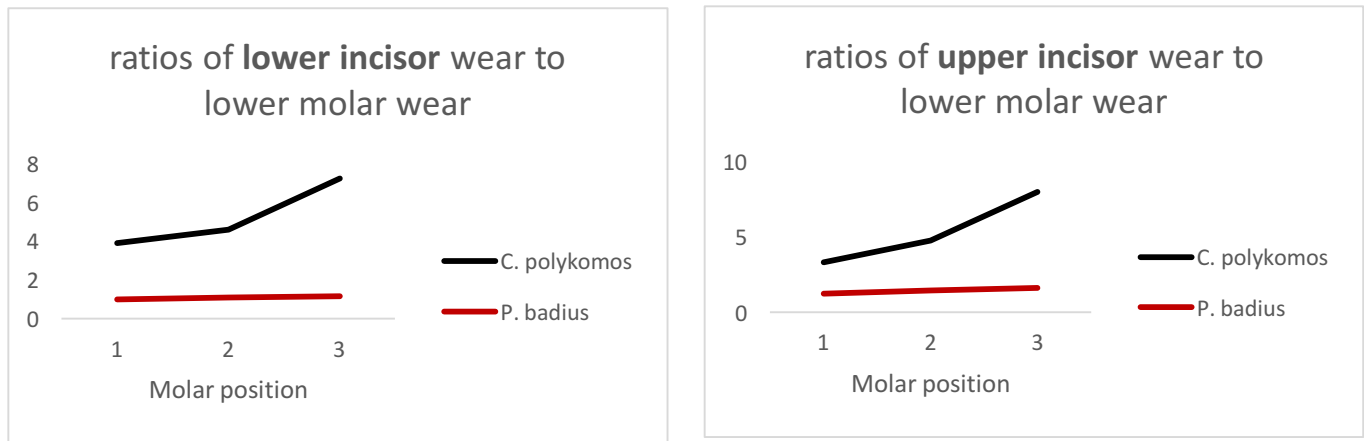 ratios of lower incisor wear to
lower molar wear
8
6
4
2
0
1 2 3
Molar position
C. polykomos
P. badius
ratios of upper incisor wear to
lower molar wear
10
5
0
1 2 3
Molar position
C. polykomos
P. badius